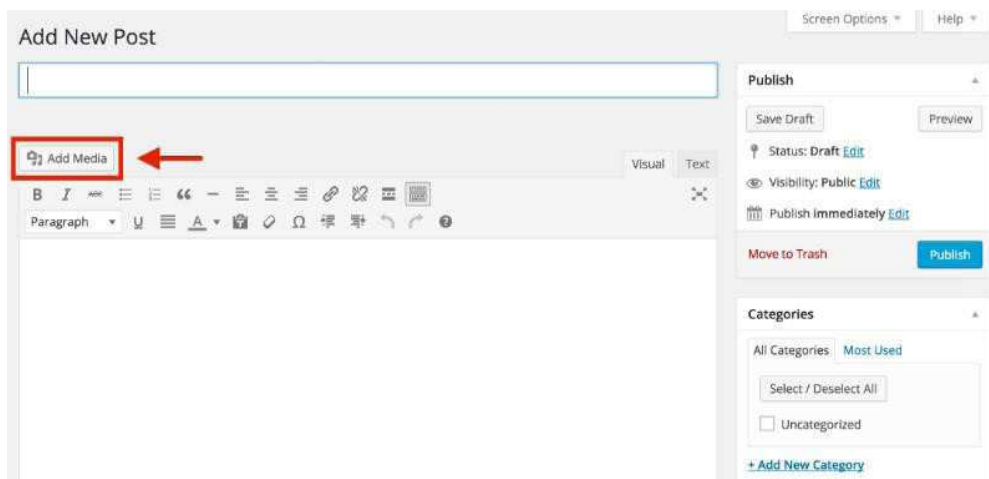 Screen Options Help
Add New Post
Publish
Save Draft Preview
Add Media
Status: Draft Edit
Visual Text
Visibility: Public Edit
B I ABC
Paragraph U A Ω
Publish immediately Edit
Move to Trash Publish
Categories
All Categories Most Used
Select / Deselect All
Uncategorized
+ Add New Category